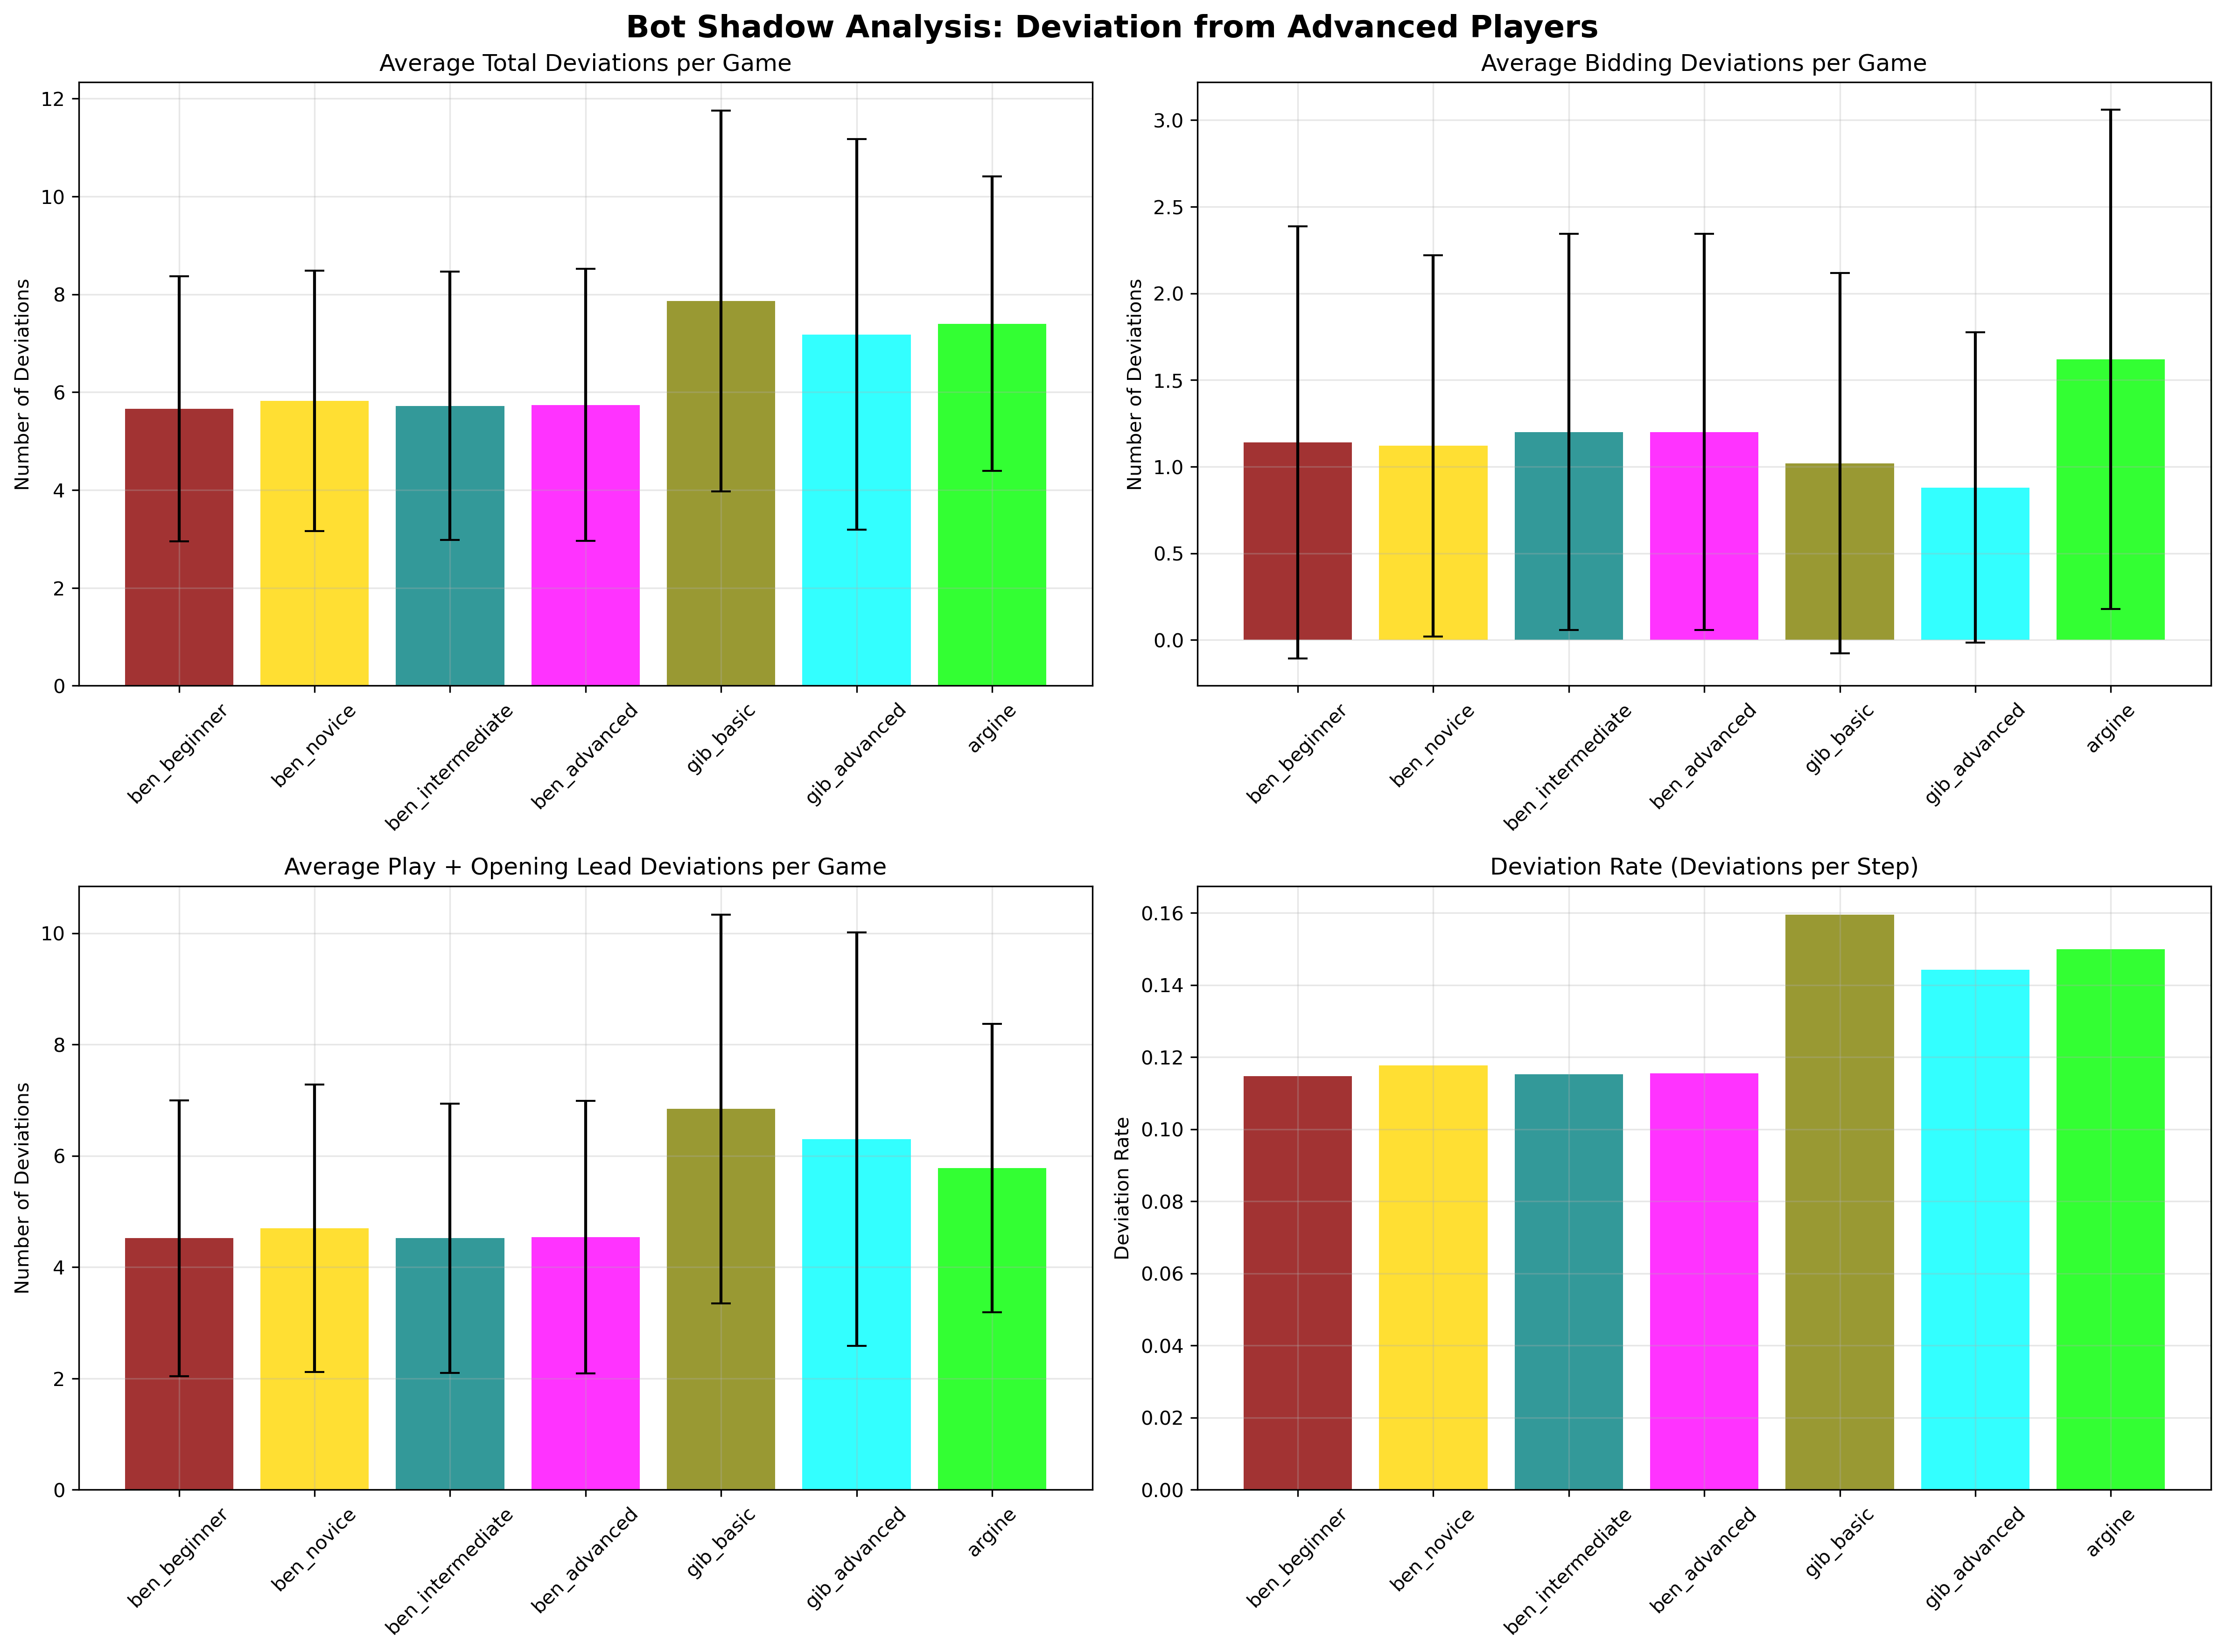 Bot Shadow Analysis: Deviation from Advanced Players
Average Total Deviations per Game
Number of Deviations
12
10
8
6
4
2
0
ben_beginner
ben_novice
ben_intermediate
ben_advanced
gib_basic
gib_advanced
argine
Average Bidding Deviations per Game
Number of Deviations
3.0
2.5
2.0
1.5
1.0
0.5
0.0
ben_beginner
ben_novice
ben_intermediate
ben_advanced
gib_basic
gib_advanced
argine
Average Play + Opening Lead Deviations per Game
Number of Deviations
10
8
6
4
2
0
ben_beginner
ben_novice
ben_intermediate
ben_advanced
gib_basic
gib_advanced
argine
Deviation Rate (Deviations per Step)
Deviation Rate
0.16
0.14
0.12
0.10
0.08
0.06
0.04
0.02
0.00
ben_beginner
ben_novice
ben_intermediate
ben_advanced
gib_basic
gib_advanced
argine